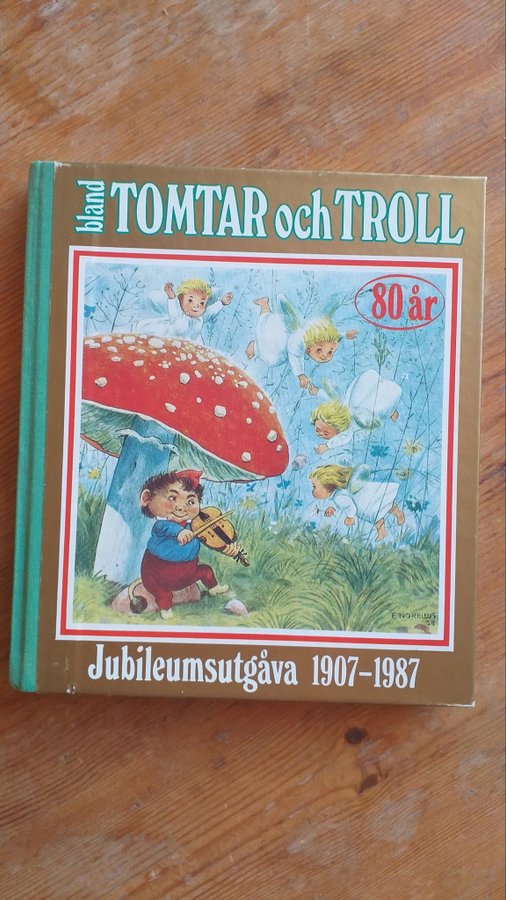 bland
TOMTAR och TROLL
80 år
E. NORELIUS
58
Jubileumsutgåva 1907-1987